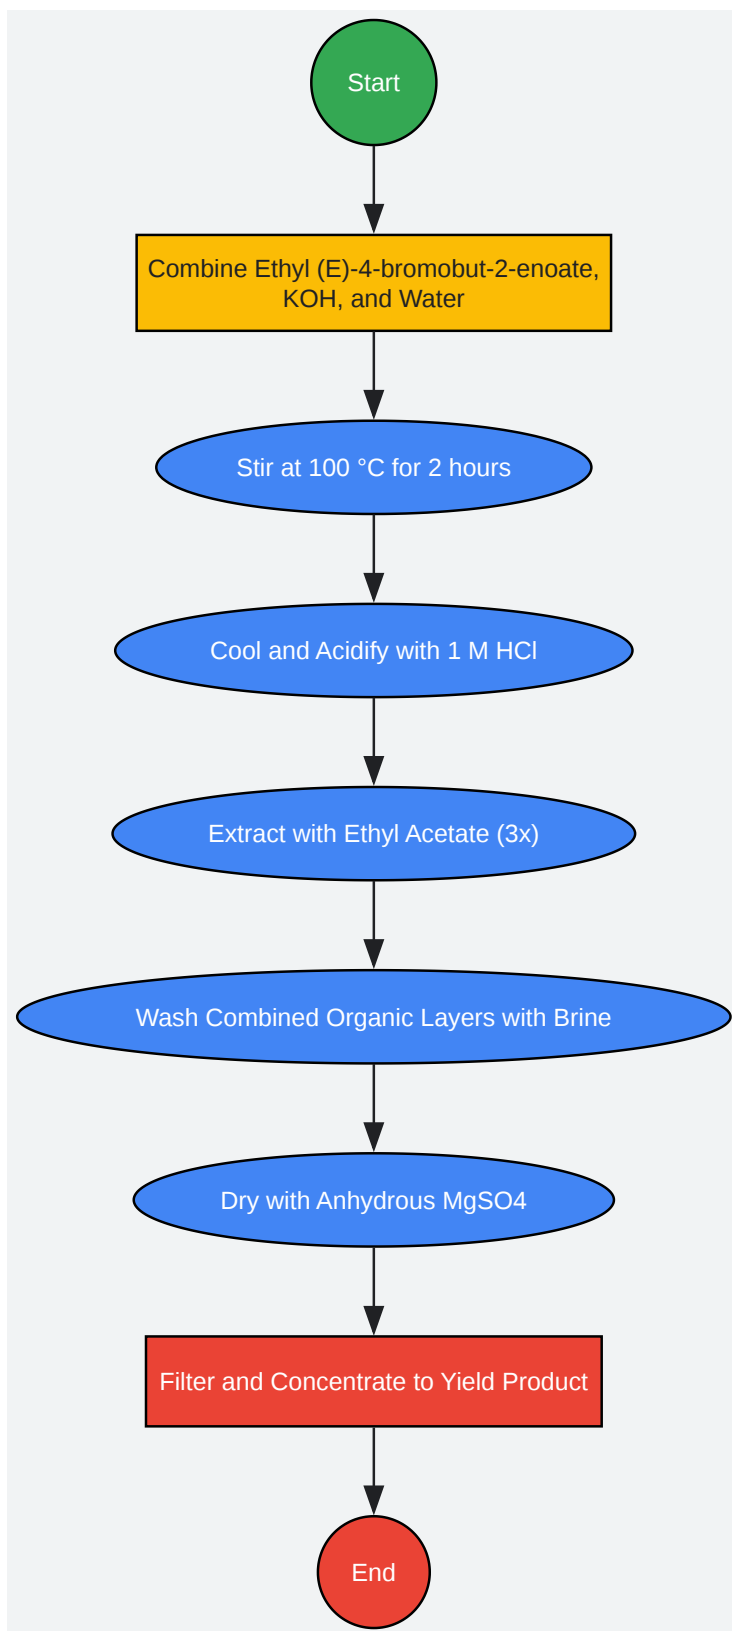 Start
Combine Ethyl (E)-4-bromobut-2-enoate,
KOH, and Water
Stir at 100 °C for 2 hours
Cool and Acidify with 1 M HCl
Extract with Ethyl Acetate (3x)
Wash Combined Organic Layers with Brine
Dry with Anhydrous MgSO4
Filter and Concentrate to Yield Product
End